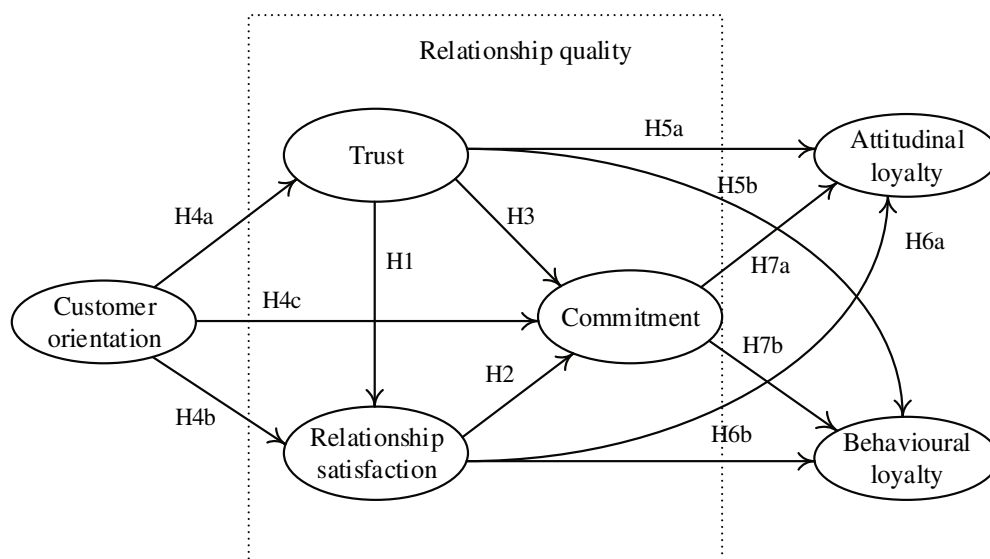 Relationship quality
H5a
Trust
Attitudinal
loyalty
H5b
H4a
H3
H6a
H1
H7a
Customer
orientation
H4c
Commitment
H2
H7b
H4b
Relationship
satisfaction
H6b
Behavioural
loyalty